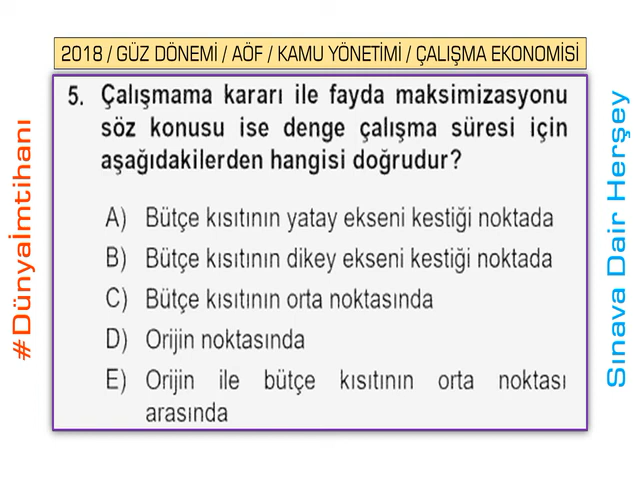 2018 / GÜZ DÖNEMİ / AÖF / KAMU YÖNETİMİ / ÇALIŞMA EKONOMİSİ
#Dünyaİmtihanı
5. Çalışmama kararı ile fayda maksimizasyonu
söz konusu ise denge çalışma süresi için
aşağıdakilerden hangisi doğrudur?
A) Bütçe kısıtının yatay ekseni kestiği noktada
B) Bütçe kısıtının dikey ekseni kestiği noktada
C) Bütçe kısıtının orta noktasında
D) Orijin noktasında
E) Orijin ile bütçe kısıtının orta noktası
arasında
Sınava Dair Herşey